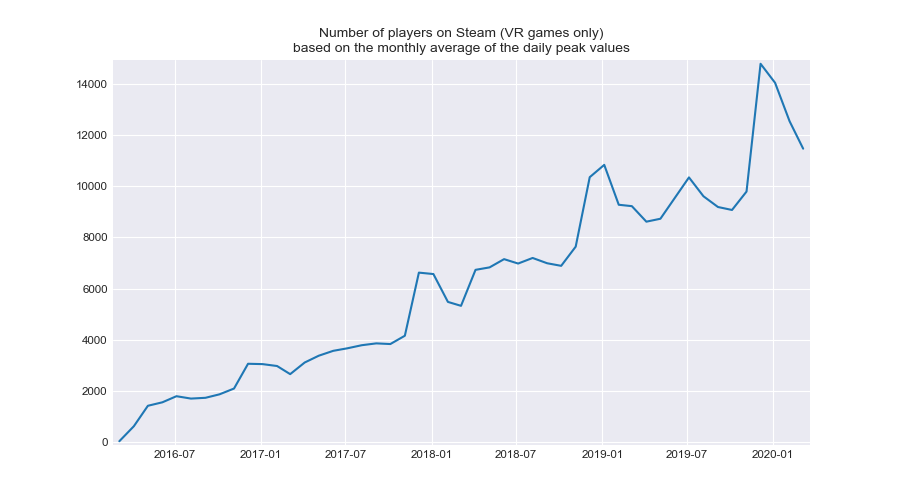 Number of players on Steam (VR games only)
based on the monthly average of the daily peak values
14000
12000
10000
8000
6000
4000
2000
0
2016-07 2017-01 2017-07 2018-01 2018-07 2019-01 2019-07 2020-01